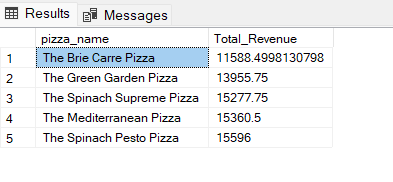 Results Messages
pizza_name Total_Revenue
1 The Brie Carre Pizza 11588.4998130798
2 The Green Garden Pizza 13955.75
3 The Spinach Supreme Pizza 15277.75
4 The Mediterranean Pizza 15360.5
5 The Spinach Pesto Pizza 15596